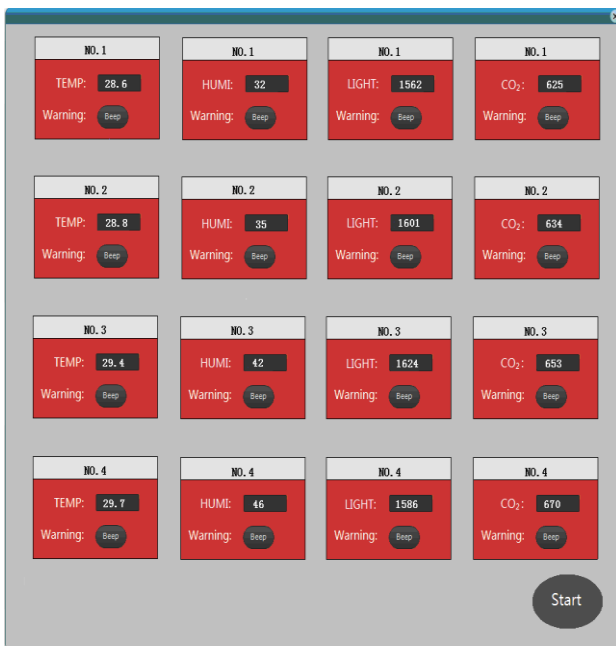 NO.1 NO.1 NO.1 NO.1
TEMP: 28.6 HUMI: 32 LIGHT: 1562 CO₂: 625
Warning: Beep Warning: Beep Warning: Beep Warning: Beep
NO.2 NO.2 NO.2 NO.2
TEMP: 28.8 HUMI: 35 LIGHT: 1601 CO₂: 634
Warning: Beep Warning: Beep Warning: Beep Warning: Beep
NO.3 NO.3 NO.3 NO.3
TEMP: 29.4 HUMI: 42 LIGHT: 1624 CO₂: 653
Warning: Beep Warning: Beep Warning: Beep Warning: Beep
NO.4 NO.4 NO.4 NO.4
TEMP: 29.7 HUMI: 46 LIGHT: 1586 CO₂: 670
Warning: Beep Warning: Beep Warning: Beep Warning: Beep
Start